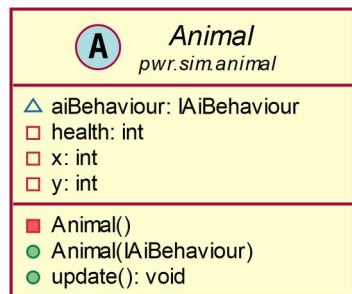 A
Animal
pwr.sim.animal
aiBehaviour: IAiBehaviour
health: int
x: int
y: int
Animal()
Animal(IAiBehaviour)
update(): void